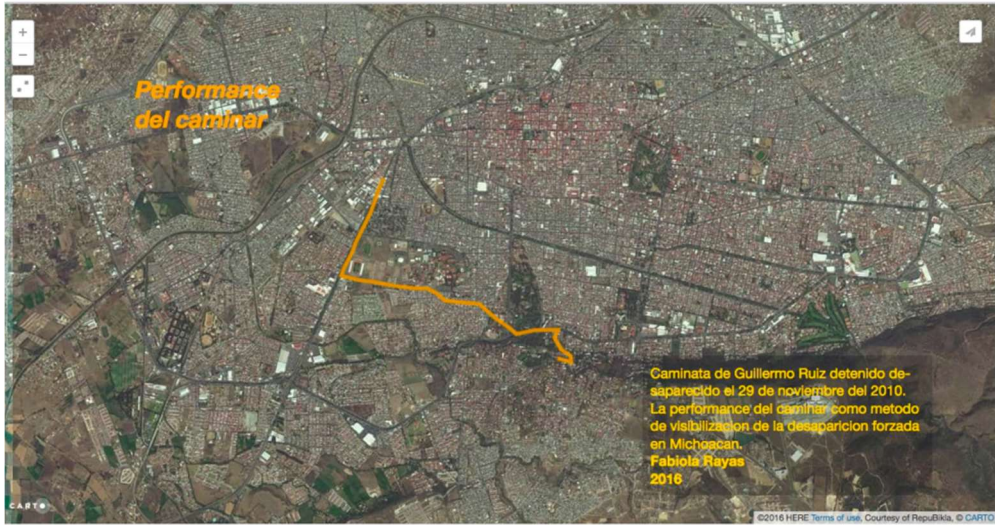 Performance
del caminar
Caminata de Guillermo Ruiz detenido de-
saparecido el 29 de noviembre del 2010.
La performance del caminar como metodo
de visibilizacion de la desaparicion forzada
en Michoacan.
Fabiola Rayas
2016
CARTO
©2016 HERE Terms of use, Courtesy of RepuBikla, © CARTO